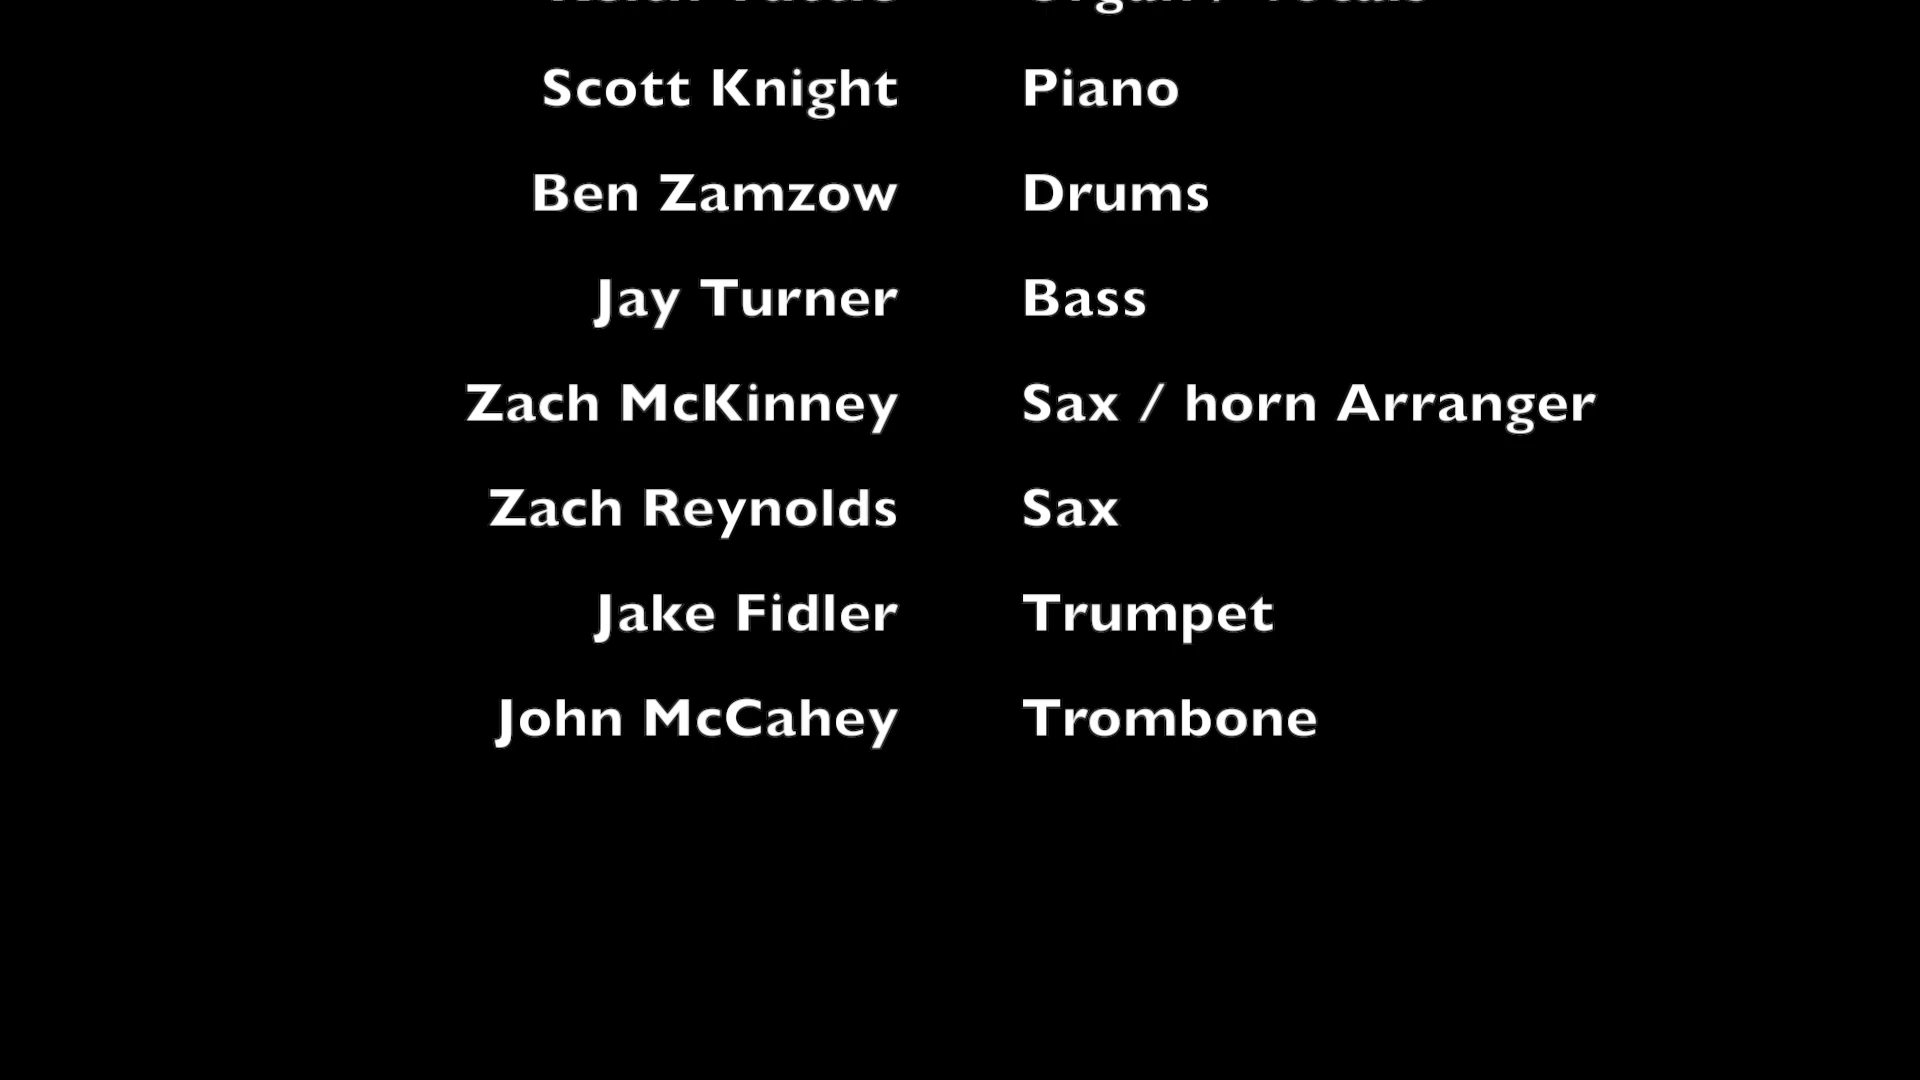 Scott Knight Piano
Ben Zamzow Drums
Jay Turner Bass
Zach McKinney Sax / horn Arranger
Zach Reynolds Sax
Jake Fidler Trumpet
John McCahey Trombone